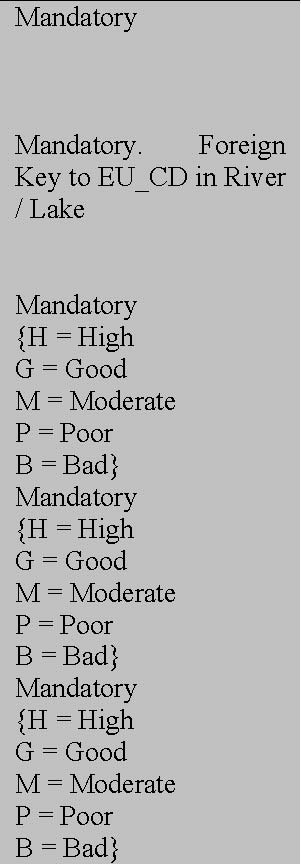 Mandatory
Mandatory. Foreign
Key to EU_CD in River
/ Lake
Mandatory
{H = High
G = Good
M = Moderate
P = Poor
B = Bad}
Mandatory
{H = High
G = Good
M = Moderate
P = Poor
B = Bad}
Mandatory
{H = High
G = Good
M = Moderate
P = Poor
B = Bad}